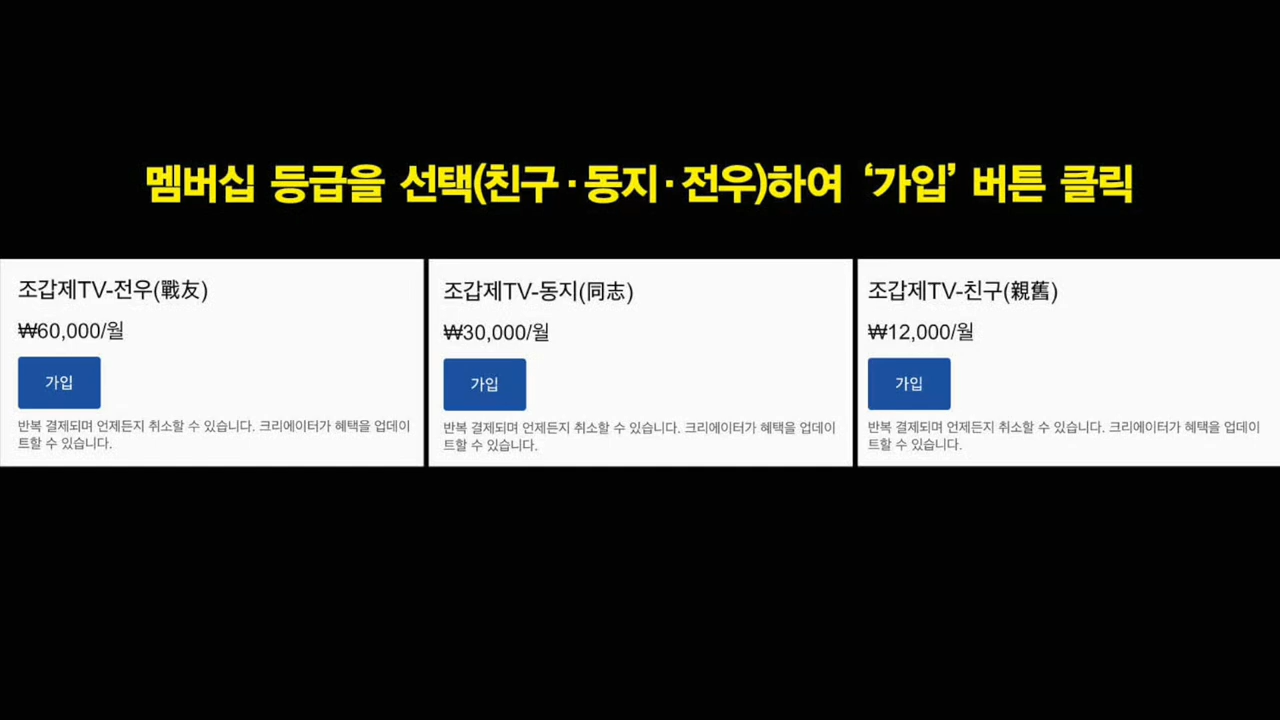 멤버십 등급을 선택(친구·동지·전우)하여 ‘가입’ 버튼 클릭
조갑제TV-전우(戰友)
₩60,000/월
가입
반복 결제되며 언제든지 취소할 수 있습니다. 크리에이터가 혜택을 업데이
트할 수 있습니다.
조갑제TV-동지(同志)
₩30,000/월
가입
반복 결제되며 언제든지 취소할 수 있습니다. 크리에이터가 혜택을 업데이
트할 수 있습니다.
조갑제TV-친구(親舊)
₩12,000/월
가입
반복 결제되며 언제든지 취소할 수 있습니다. 크리에이터가 혜택을 업데이
트할 수 있습니다.